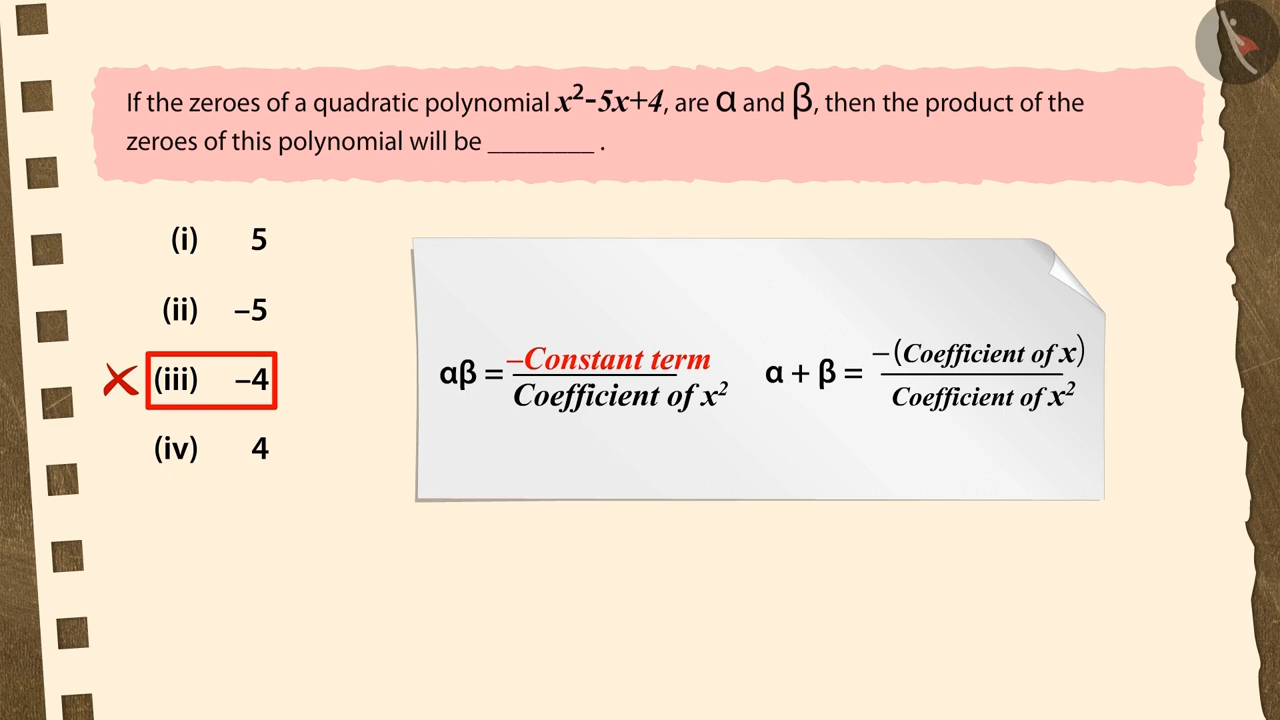 If the zeroes of a quadratic polynomial x²-5x+4, are α and β, then the product of the
zeroes of this polynomial will be ________ .
(i) 5
(ii) –5
(iii) –4
(iv) 4
αβ = –Constant term / Coefficient of x²
α + β = –(Coefficient of x) / Coefficient of x²